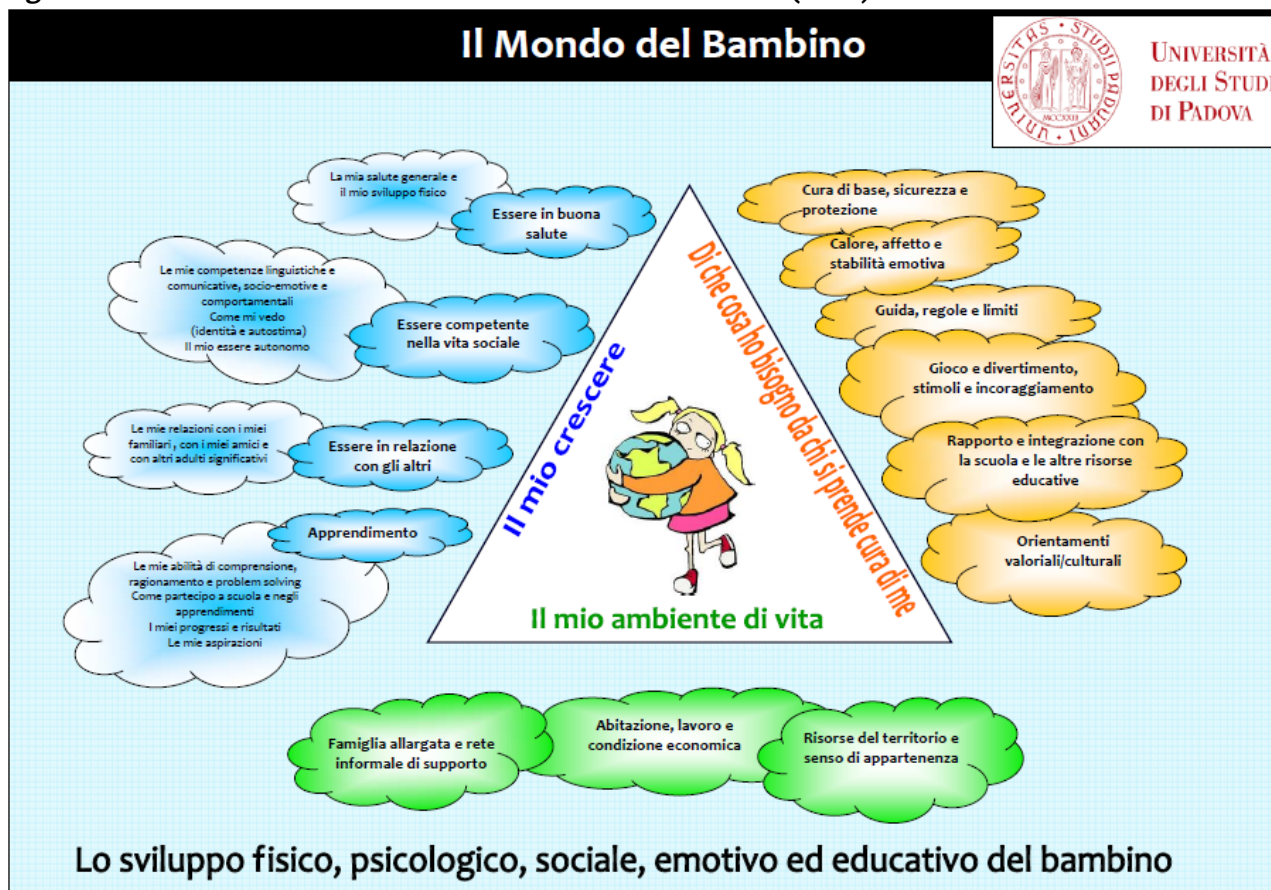 Il Mondo del Bambino
UNIVERSITÀ
DEGLI STUDI
DI PADOVA
UNIVERSITAS • STUDII PADUANI •
MCCXXII
La mia salute generale e
il mio sviluppo fisico
Essere in buona
salute
Le mie competenze linguistiche e
comunicative, socio-emotive e
comportamentali
Come mi vedo
(identità e autostima)
Il mio essere autonomo
Essere competente
nella vita sociale
Le mie relazioni con i miei
familiari , con i miei amici e
con altri adulti significativi
Essere in relazione
con gli altri
Apprendimento
Le mie abilità di comprensione,
ragionamento e problem solving
Come partecipo a scuola e negli
apprendimenti
I miei progressi e risultati
Le mie aspirazioni
Il mio crescere
Di che cosa ho bisogno da chi si prende cura di me
Il mio ambiente di vita
Cura di base, sicurezza e
protezione
Calore, affetto e
stabilità emotiva
Guida, regole e limiti
Gioco e divertimento,
stimoli e incoraggiamento
Rapporto e integrazione con
la scuola e le altre risorse
educative
Orientamenti
valoriali/culturali
Famiglia allargata e rete
informale di supporto
Abitazione, lavoro e
condizione economica
Risorse del territorio e
senso di appartenenza
Lo sviluppo fisico, psicologico, sociale, emotivo ed educativo del bambino